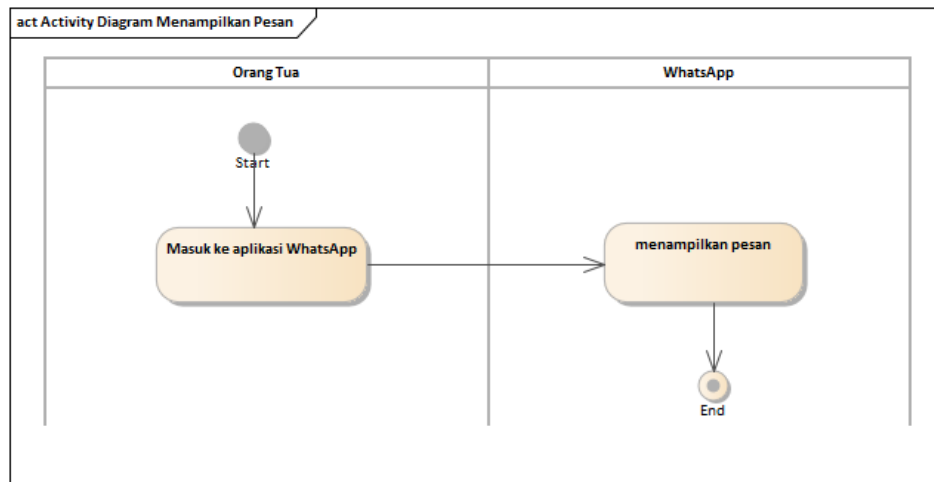 act Activity Diagram Menampilkan Pesan
Orang Tua
WhatsApp
Start
Masuk ke aplikasi WhatsApp
menampilkan pesan
End